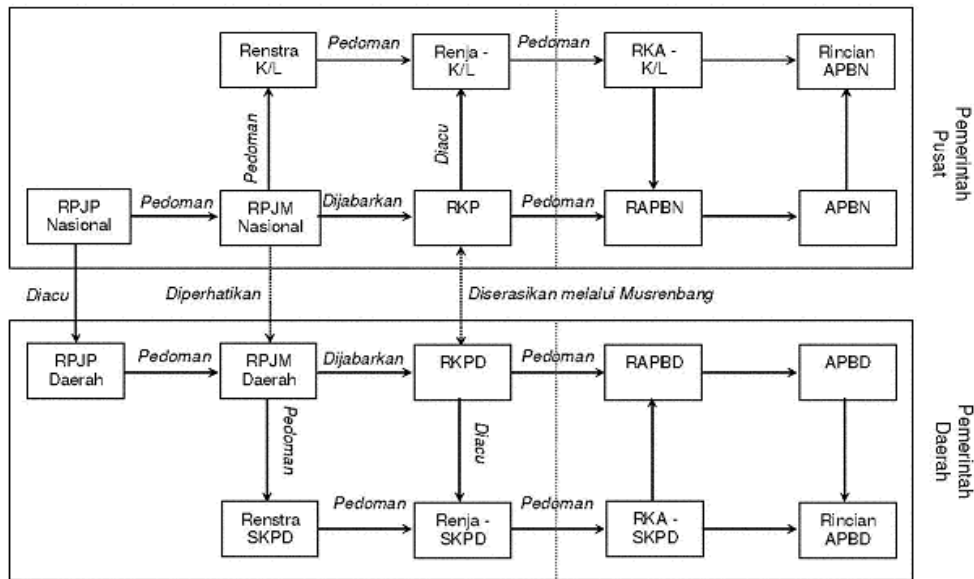 Renstra
K/L
Pedoman
Renja -
K/L
Pedoman
RKA -
K/L
Rincian
APBN
Pedoman
Diacu
Pemerintah
Pusat
RPJP
Nasional
Pedoman
RPJM
Nasional
Dijabarkan
RKP
Pedoman
RAPBN
APBN
Diacu
Diperhatikan
Diserasikan melalui Musrenbang
RPJP
Daerah
Pedoman
RPJM
Daerah
Dijabarkan
RKPD
Pedoman
RAPBD
APBD
Pemerintah
Daerah
Pedoman
Diacu
Renstra
SKPD
Pedoman
Renja -
SKPD
Pedoman
RKA -
SKPD
Rincian
APBD